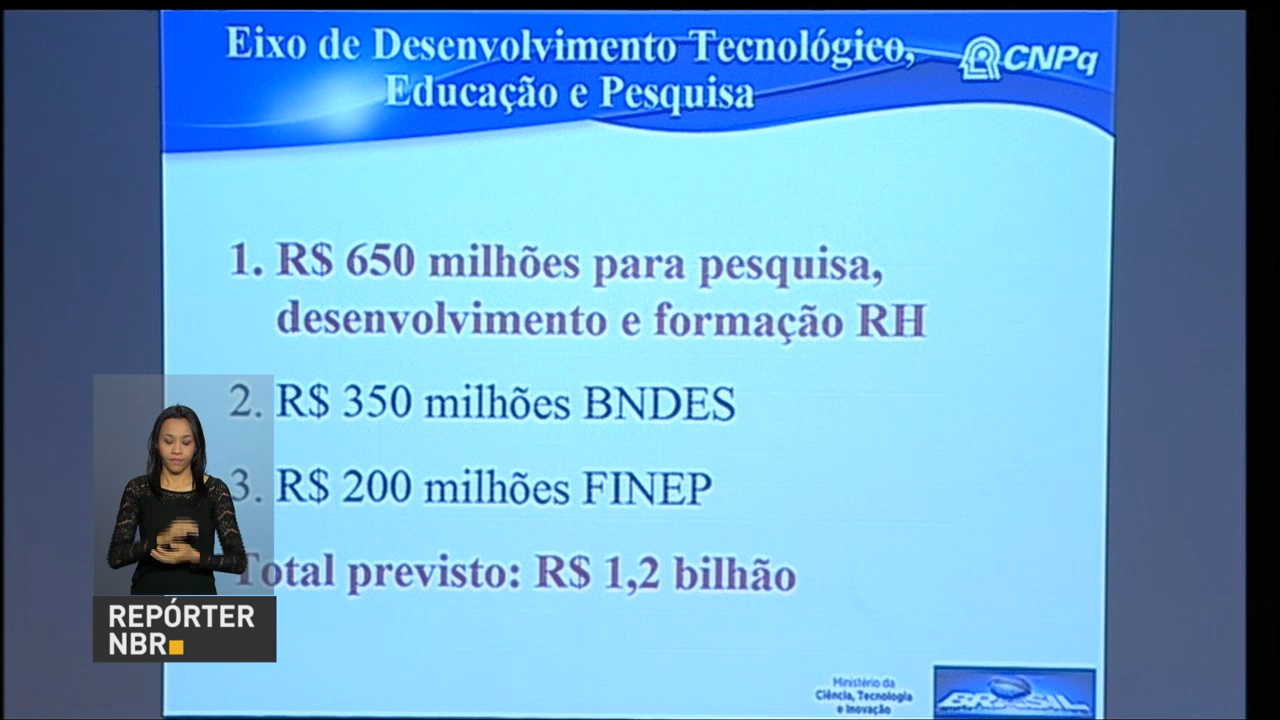 Eixo de Desenvolvimento Tecnológico,
Educação e Pesquisa
CNPq
1. R$ 650 milhões para pesquisa,
desenvolvimento e formação RH
2. R$ 350 milhões BNDES
3. R$ 200 milhões FINEP
Total previsto: R$ 1,2 bilhão
REPÓRTER
NBR
Ministério da
Ciência, Tecnologia
e Inovação
BRASIL